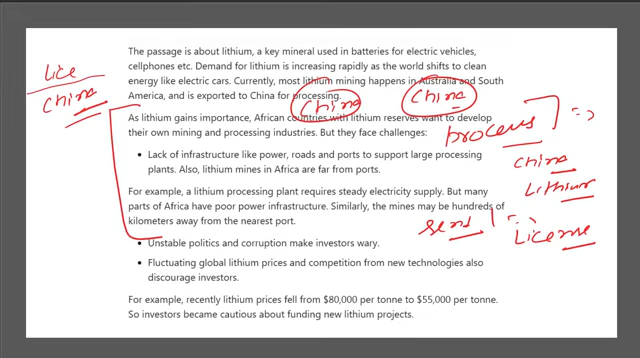 The passage is about lithium, a key mineral used in batteries for electric vehicles,
cellphones etc. Demand for lithium is increasing rapidly as the world shifts to clean
energy like electric cars. Currently, most lithium mining happens in Australia and South
America, and is exported to China for processing.
As lithium gains importance, African countries with lithium reserves want to develop
their own mining and processing industries. But they face challenges:
• Lack of infrastructure like power, roads and ports to support large processing
plants. Also, lithium mines in Africa are far from ports.
For example, a lithium processing plant requires steady electricity supply. But many
parts of Africa have poor power infrastructure. Similarly, the mines may be hundreds of
kilometers away from the nearest port.
• Unstable politics and corruption make investors wary.
• Fluctuating global lithium prices and competition from new technologies also
discourage investors.
For example, recently lithium prices fell from $80,000 per tonne to $55,000 per tonne.
So investors became cautious about funding new lithium projects.
lice
China
China
China
process
China
Lithium
send
License